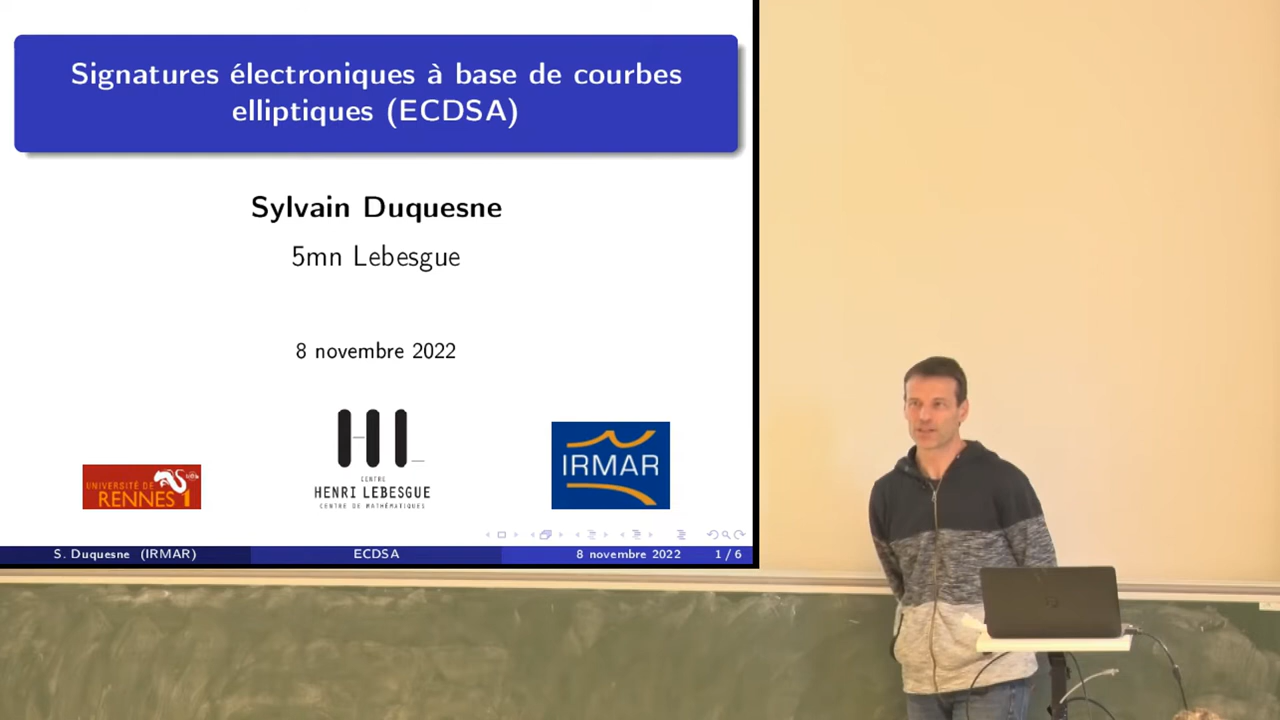 Signatures électroniques à base de courbes
elliptiques (ECDSA)
Sylvain Duquesne
5mn Lebesgue
8 novembre 2022
UNIVERSITÉ DE
RENNES 1
CENTRE
HENRI LEBESGUE
CENTRE DE MATHÉMATIQUES
IRMAR
S. Duquesne (IRMAR) ECDSA 8 novembre 2022 1 / 6